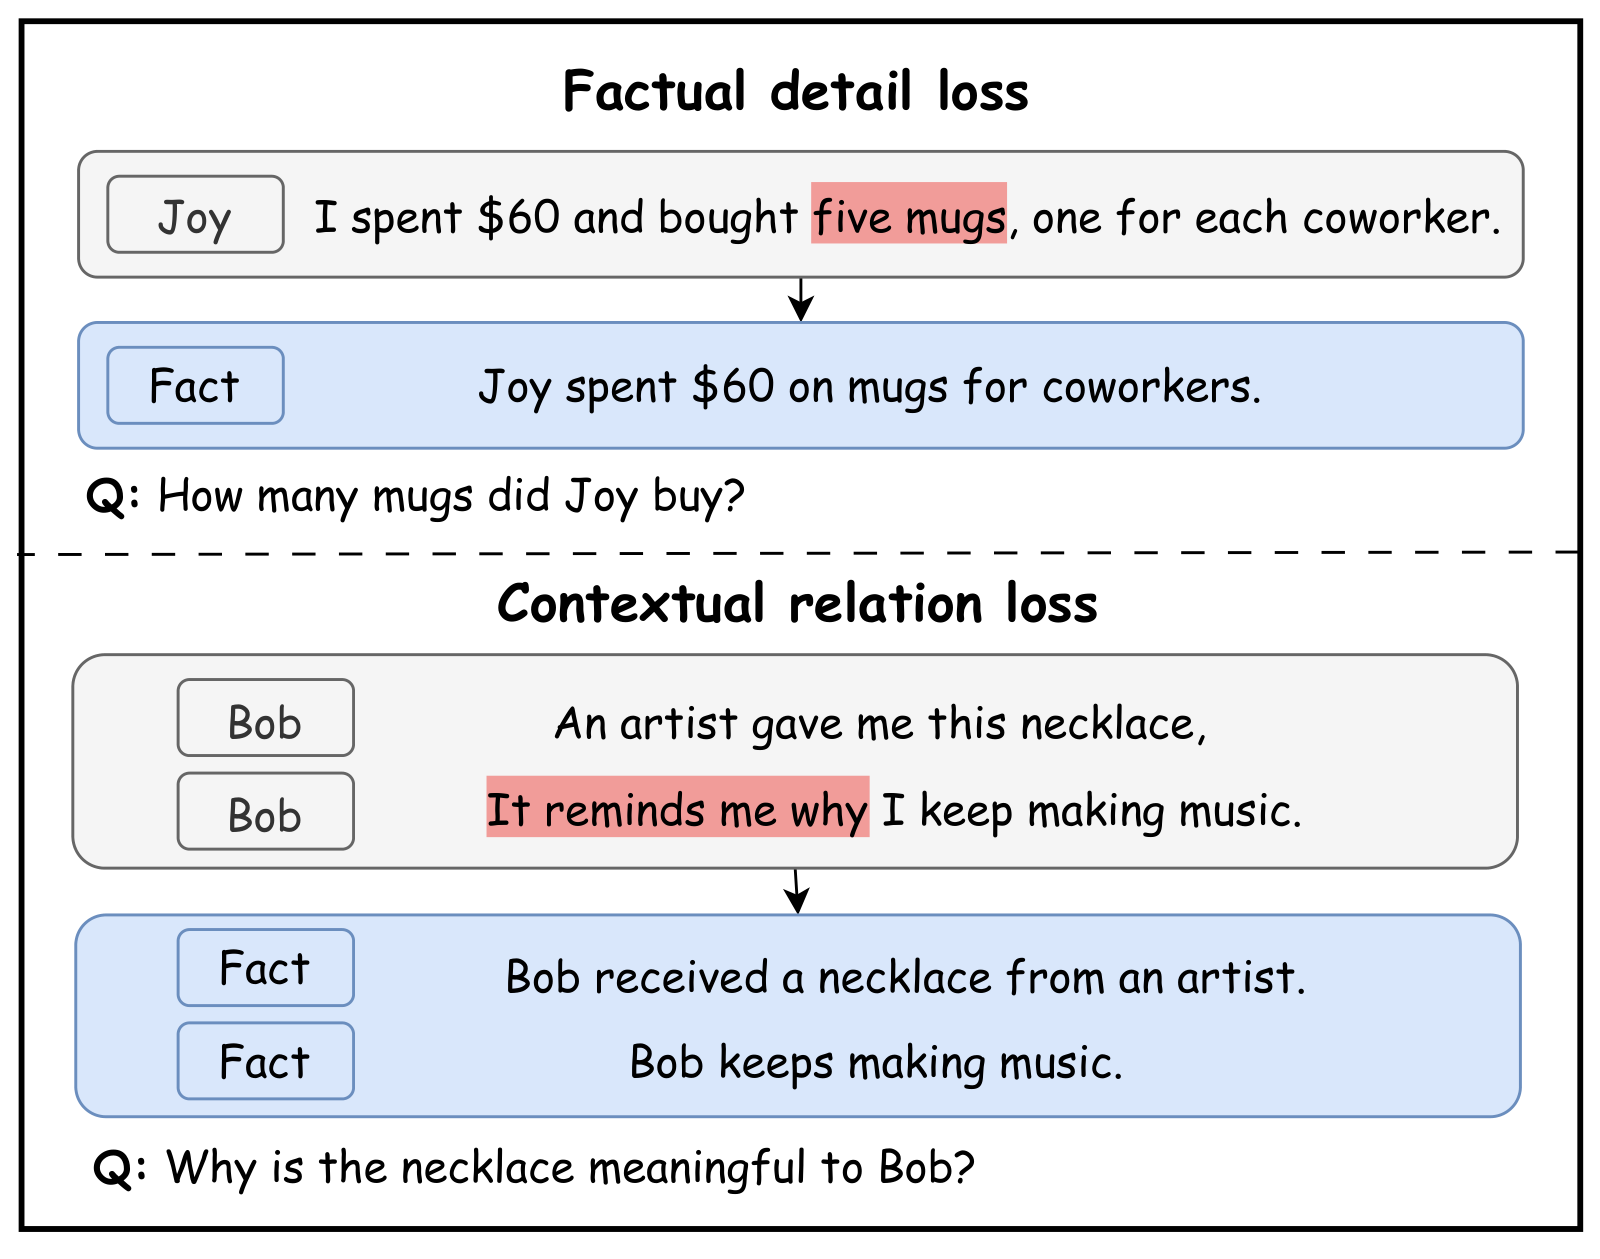 Factual detail loss
Joy I spent $60 and bought five mugs, one for each coworker.
Fact Joy spent $60 on mugs for coworkers.
Q: How many mugs did Joy buy?
Contextual relation loss
Bob An artist gave me this necklace,
Bob It reminds me why I keep making music.
Fact Bob received a necklace from an artist.
Fact Bob keeps making music.
Q: Why is the necklace meaningful to Bob?